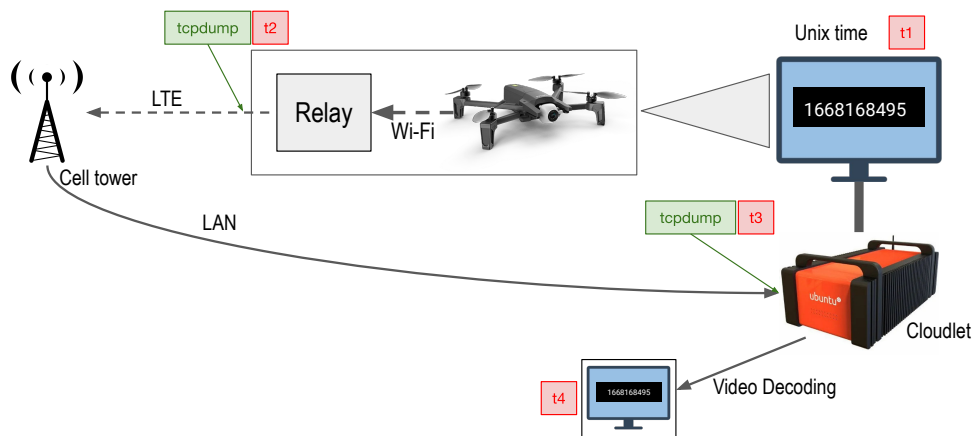 tcpdump t2
Unix time t1
1668168495
LTE
Relay
Wi-Fi
Cell tower
LAN
tcpdump t3
ubuntu
Cloudlet
Video Decoding
t4
1668168495